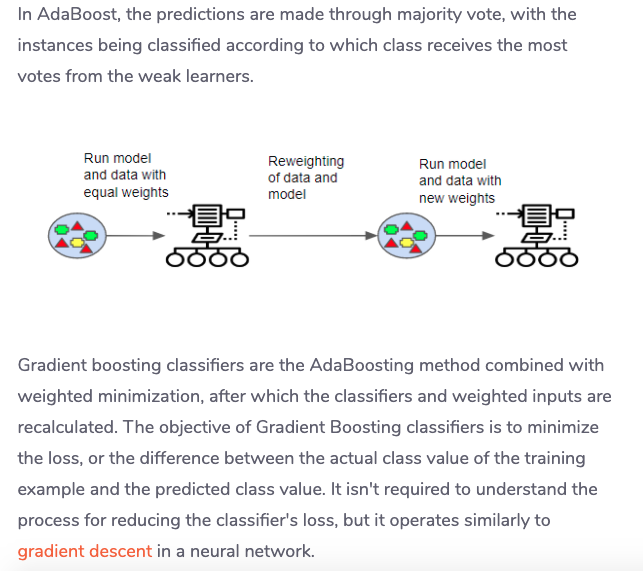 In AdaBoost, the predictions are made through majority vote, with the
instances being classified according to which class receives the most
votes from the weak learners.
Run model
and data with
equal weights
Reweighting
of data and
model
Run model
and data with
new weights
Gradient boosting classifiers are the AdaBoosting method combined with
weighted minimization, after which the classifiers and weighted inputs are
recalculated. The objective of Gradient Boosting classifiers is to minimize
the loss, or the difference between the actual class value of the training
example and the predicted class value. It isn't required to understand the
process for reducing the classifier's loss, but it operates similarly to
gradient descent in a neural network.